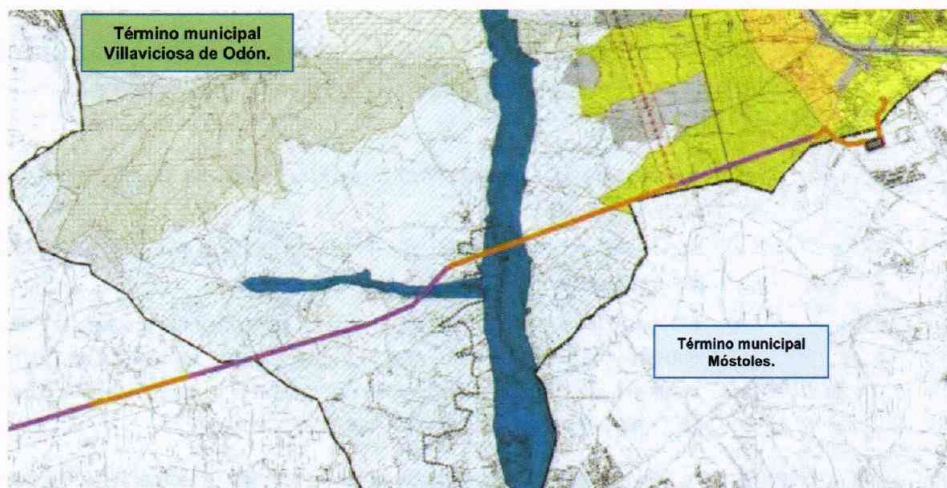 Término municipal
Villaviciosa de Odón.
Término municipal
Móstoles.